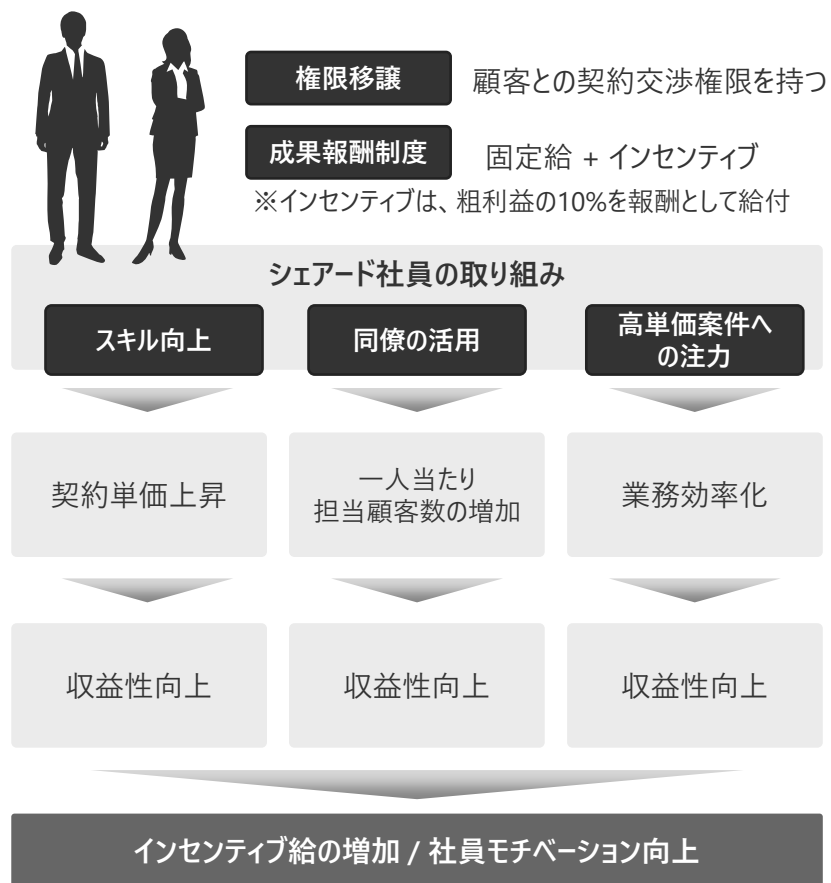 権限移譲 顧客との契約交渉権限を持つ
成果報酬制度 固定給 + インセンティブ
※インセンティブは、粗利益の10%を報酬として給付
シェアード社員の取り組み
スキル向上
同僚の活用
高単価案件へ
の注力
契約単価上昇
一人当たり
担当顧客数の増加
業務効率化
収益性向上
収益性向上
収益性向上
インセンティブ給の増加 / 社員モチベーション向上